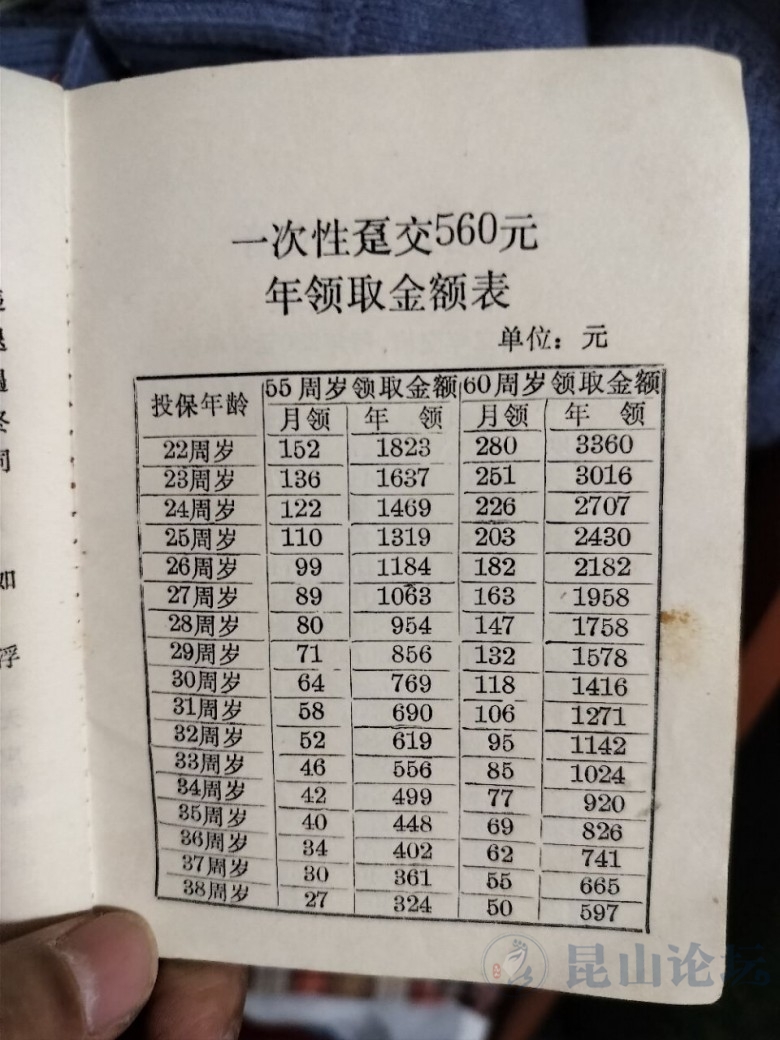 一次性趸交560元
年领取金额表
单位：元
投保年龄 55周岁领取金额 60周岁领取金额
月领 年 领 月领 年 领
22周岁 152 1823 280 3360
23周岁 136 1637 251 3016
24周岁 122 1469 226 2707
25周岁 110 1319 203 2430
26周岁 99 1184 182 2182
27周岁 89 1063 163 1958
28周岁 80 954 147 1758
29周岁 71 856 132 1578
30周岁 64 769 118 1416
31周岁 58 690 106 1271
32周岁 52 619 95 1142
33周岁 46 556 85 1024
34周岁 42 499 77 920
35周岁 40 448 69 826
36周岁 34 402 62 741
37周岁 30 361 55 665
38周岁 27 324 50 597
如
浮
昆山论坛